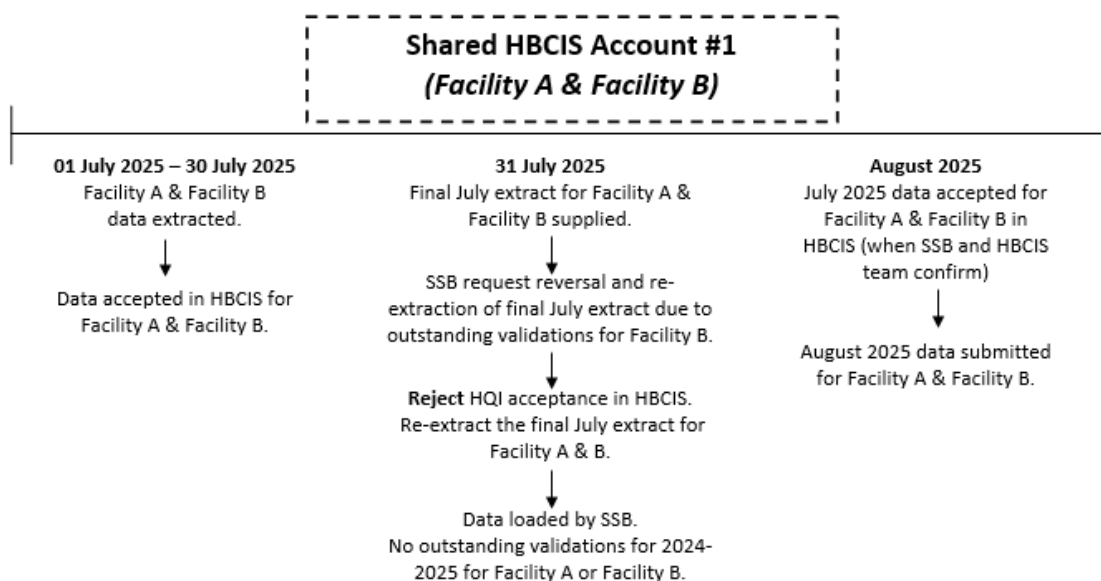 Shared HBCIS Account #1
(Facility A & Facility B)
01 July 2025 – 30 July 2025
Facility A & Facility B
data extracted.
Data accepted in HBCIS for
Facility A & Facility B.
31 July 2025
Final July extract for Facility A &
Facility B supplied.
SSB request reversal and re-
extraction of final July extract due to
outstanding validations for Facility B.
Reject HQI acceptance in HBCIS.
Re-extract the final July extract for
Facility A & B.
Data loaded by SSB.
No outstanding validations for 2024-
2025 for Facility A or Facility B.
August 2025
July 2025 data accepted for
Facility A & Facility B in
HBCIS (when SSB and HBCIS
team confirm)
August 2025 data submitted
for Facility A & Facility B.